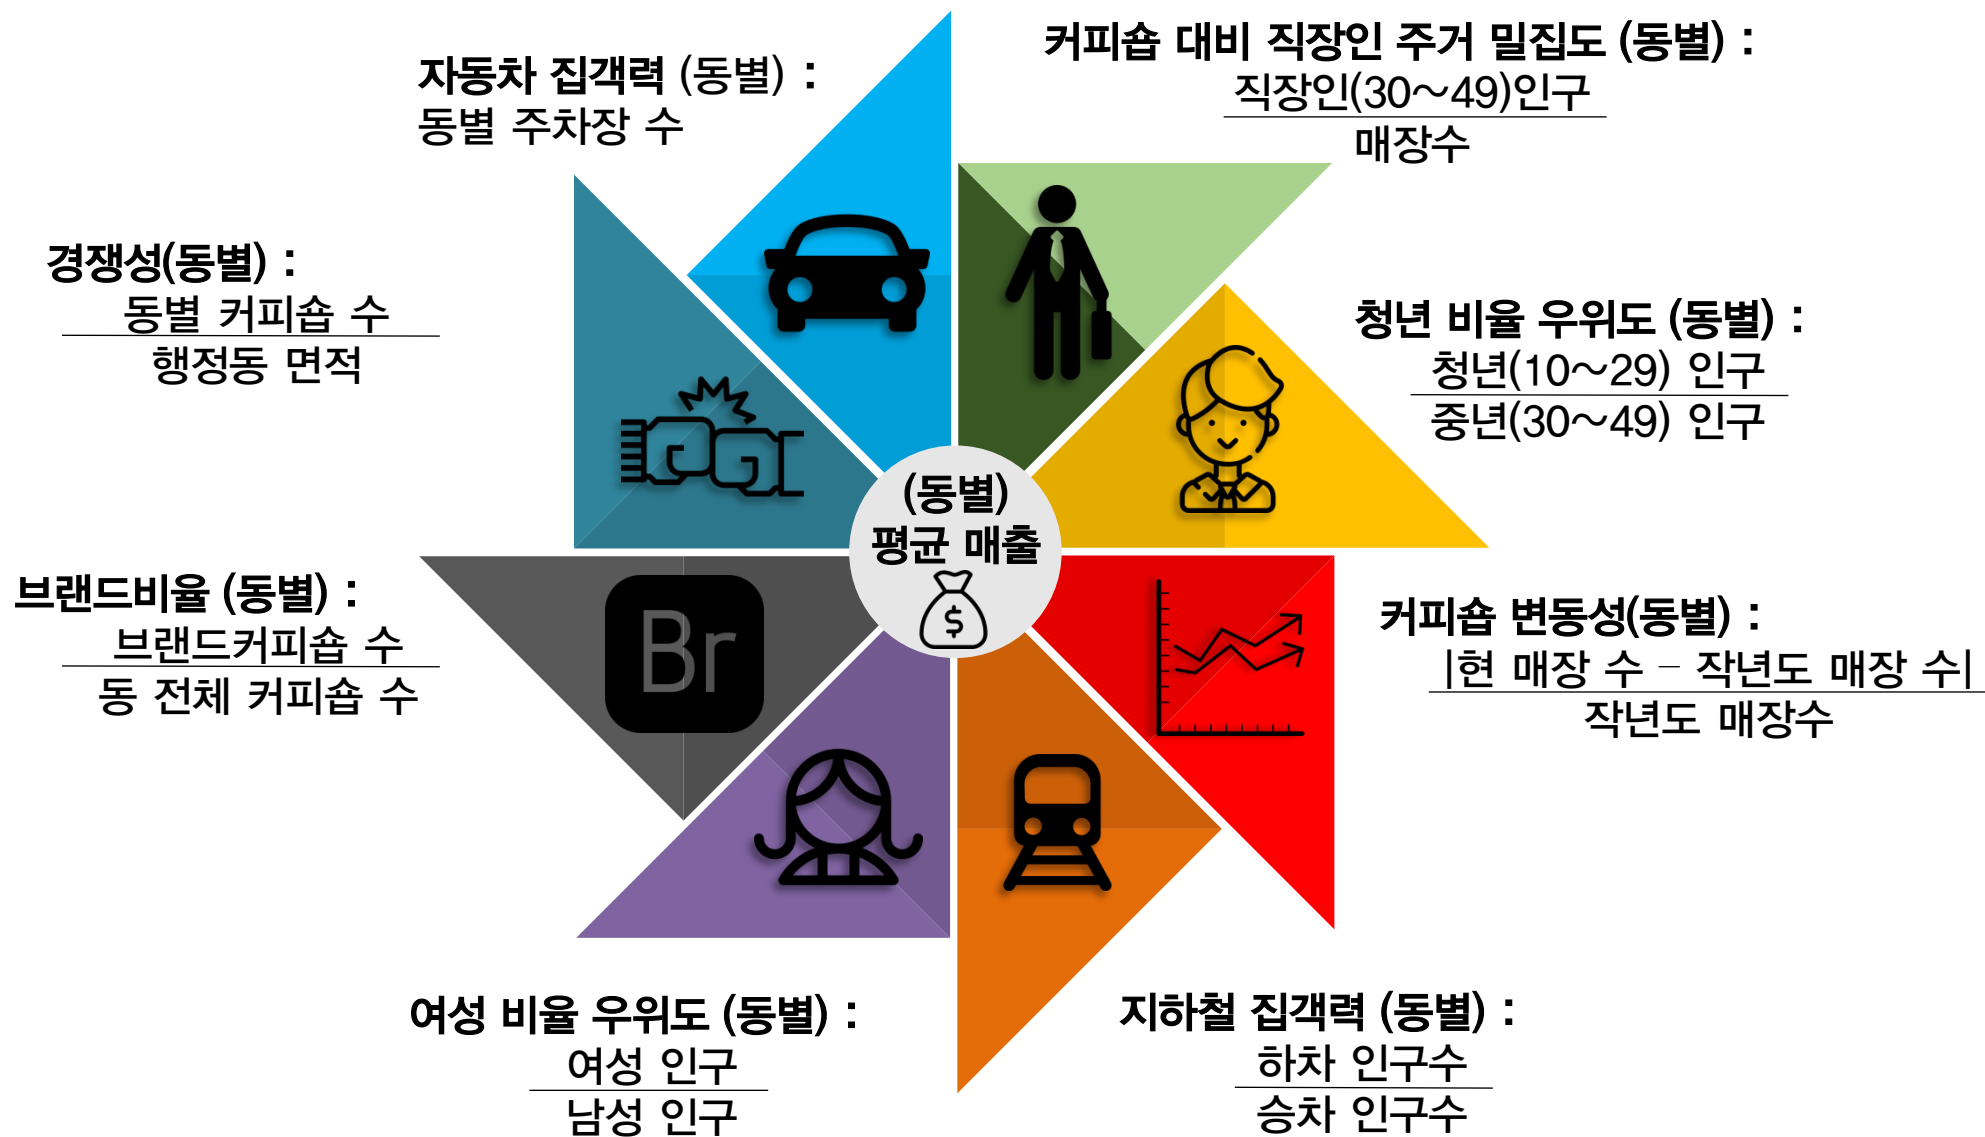 자동차 집객력 (동별) :
동별 주차장 수
커피숍 대비 직장인 주거 밀집도 (동별) :
직장인(30～49)인구
매장수
경쟁성(동별) :
동별 커피숍 수
행정동 면적
청년 비율 우위도 (동별) :
청년(10～29) 인구
중년(30～49) 인구
(동별)
평균 매출
$
브랜드비율 (동별) :
브랜드커피숍 수
동 전체 커피숍 수
Br
커피숍 변동성(동별) :
|현 매장 수 – 작년도 매장 수|
작년도 매장수
여성 비율 우위도 (동별) :
여성 인구
남성 인구
지하철 집객력 (동별) :
하차 인구수
승차 인구수